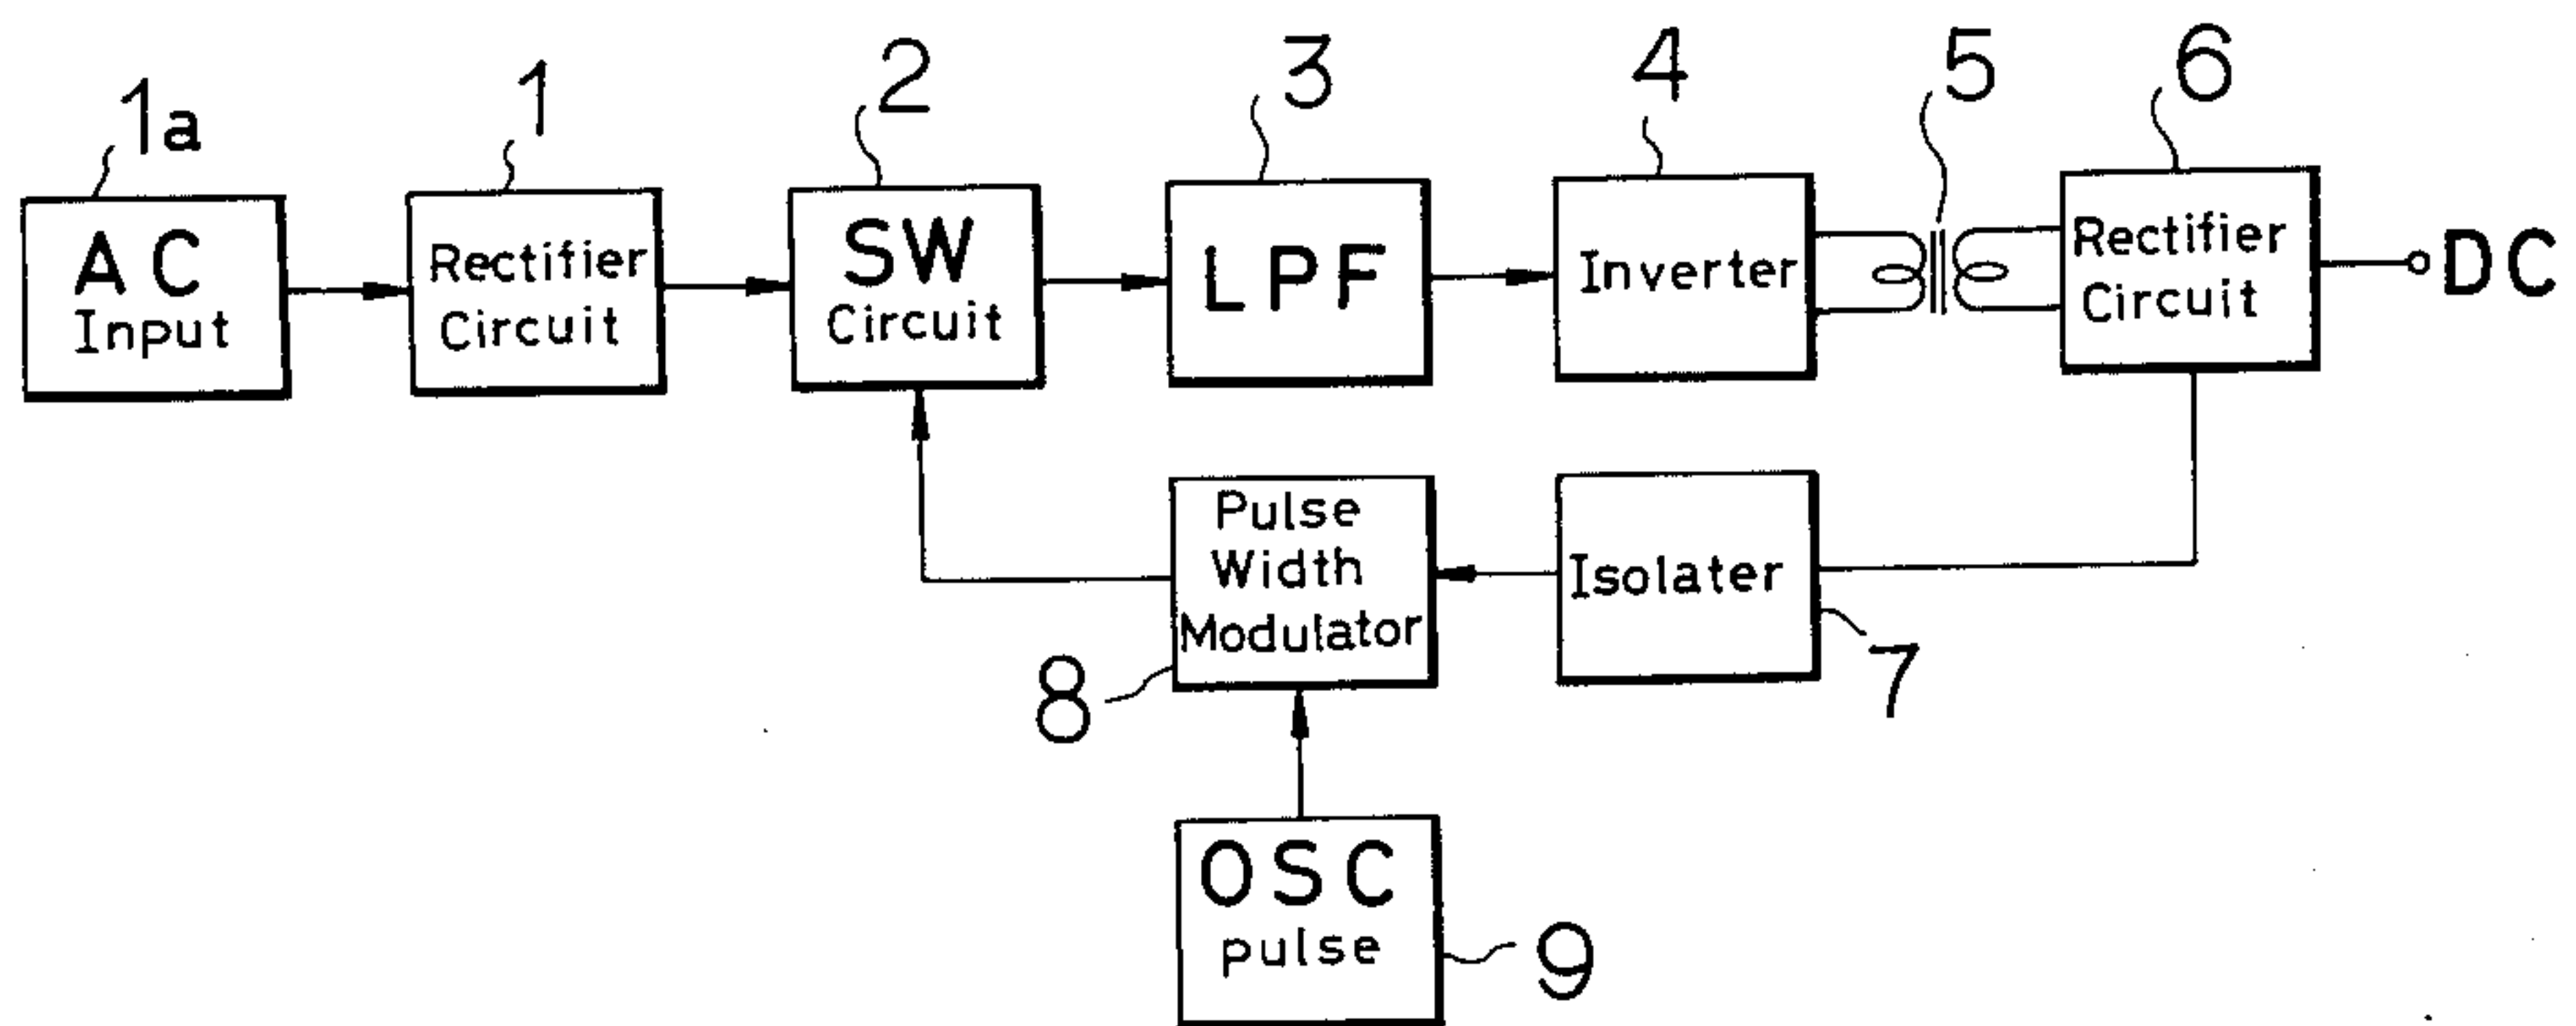 1a
1
2
3
4
5
6
AC
Input
Rectifier
Circuit
SW
Circuit
LPF
Inverter
Rectifier
Circuit
DC
Pulse
Width
Modulator
8
Isolater
7
OSC
pulse
9